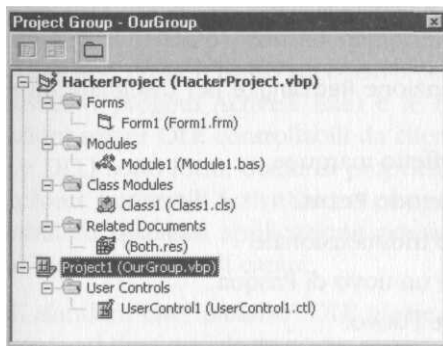 Project Group - OurGroup
HackerProject (HackerProject.vbp)
Forms
Form1 (Form1.frm)
Modules
Module1 (Module1.bas)
Class Modules
Class1 (Class1.cls)
Related Documents
(Both.res)
Project1 (OurGroup.vbp)
User Controls
UserControl1 (UserControl1.ctl)